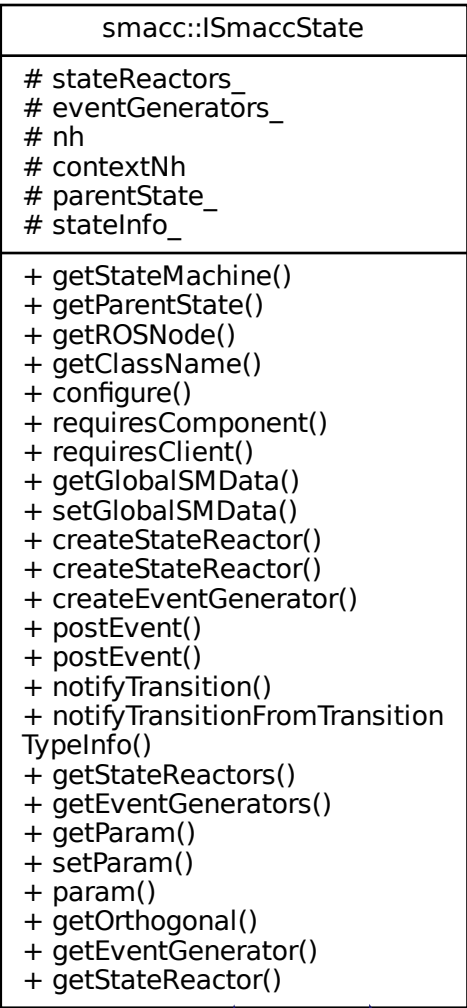 smacc::ISmaccState
# stateReactors_
# eventGenerators_
# nh
# contextNh
# parentState_
# stateInfo_
+ getStateMachine()
+ getParentState()
+ getROSNode()
+ getClassName()
+ configure()
+ requiresComponent()
+ requiresClient()
+ getGlobalSMData()
+ setGlobalSMData()
+ createStateReactor()
+ createStateReactor()
+ createEventGenerator()
+ postEvent()
+ postEvent()
+ notifyTransition()
+ notifyTransitionFromTransition
TypeInfo()
+ getStateReactors()
+ getEventGenerators()
+ getParam()
+ setParam()
+ param()
+ getOrthogonal()
+ getEventGenerator()
+ getStateReactor()